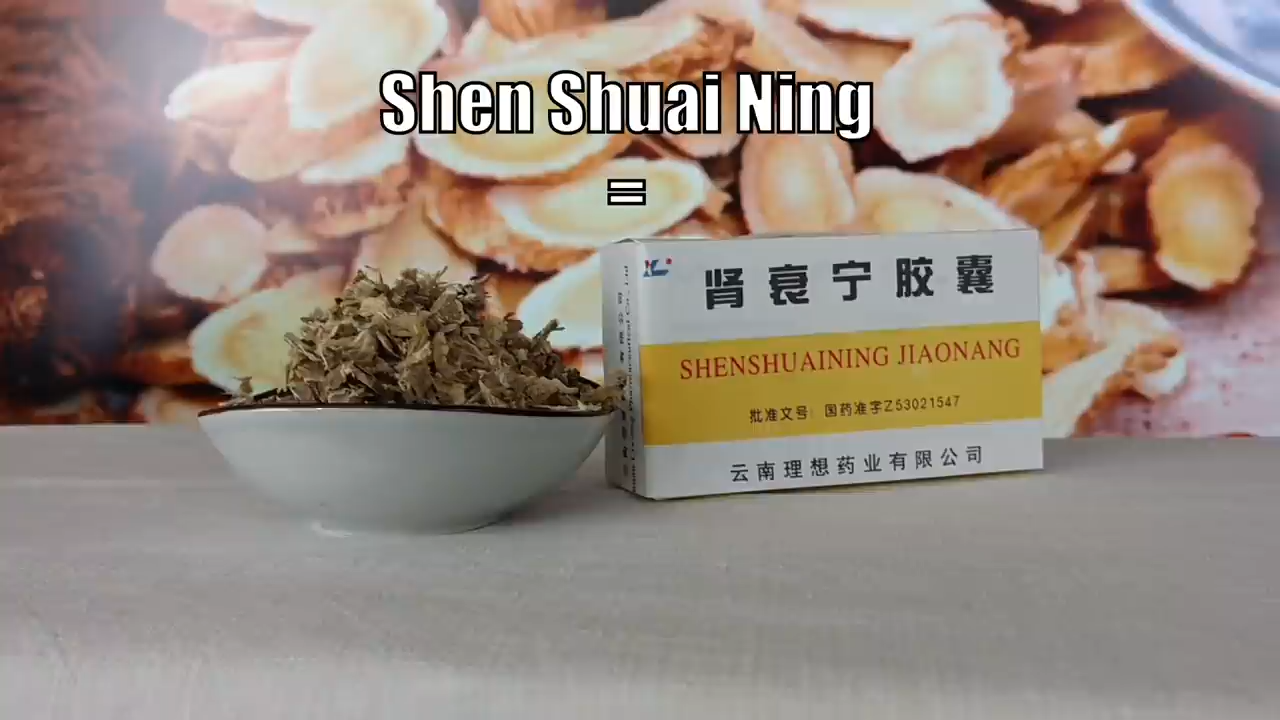 Shen Shuai Ning
=
肾衰宁胶囊
SHENSHUAINING JIAONANG
批准文号 国药准字Z53021547
云南理想药业有限公司